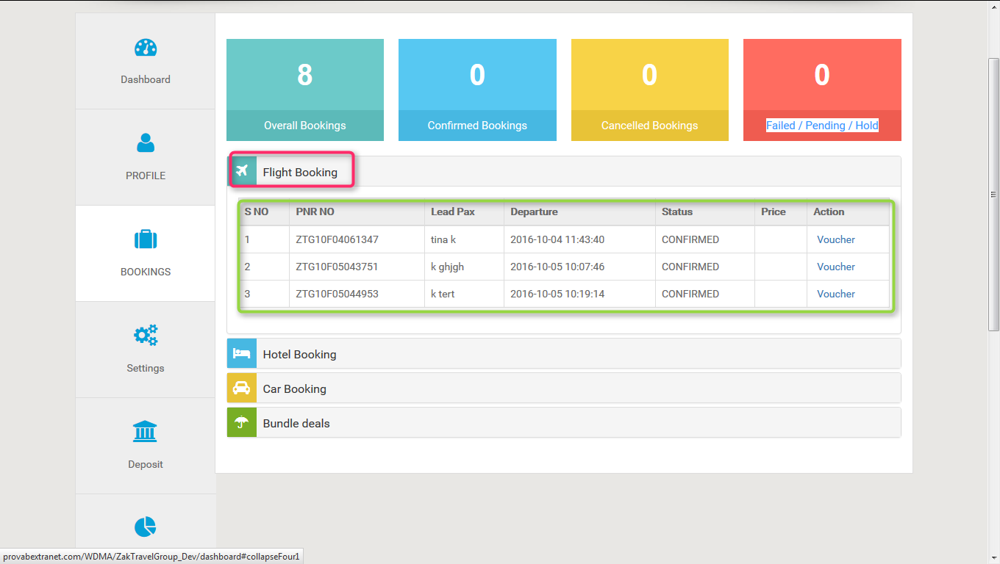 Dashboard
PROFILE
BOOKINGS
Settings
Deposit
8
Overall Bookings
0
Confirmed Bookings
0
Cancelled Bookings
0
Failed / Pending / Hold
Flight Booking
S NO PNR NO Lead Pax Departure Status Price Action
1 ZTG10F04061347 tina k 2016-10-04 11:43:40 CONFIRMED Voucher
2 ZTG10F05043751 k ghjgh 2016-10-05 10:07:46 CONFIRMED Voucher
3 ZTG10F05044953 k tert 2016-10-05 10:19:14 CONFIRMED Voucher
Hotel Booking
Car Booking
Bundle deals
provabextranet.com/WDMA/ZakTravelGroup_Dev/dashboard#collapseFour1